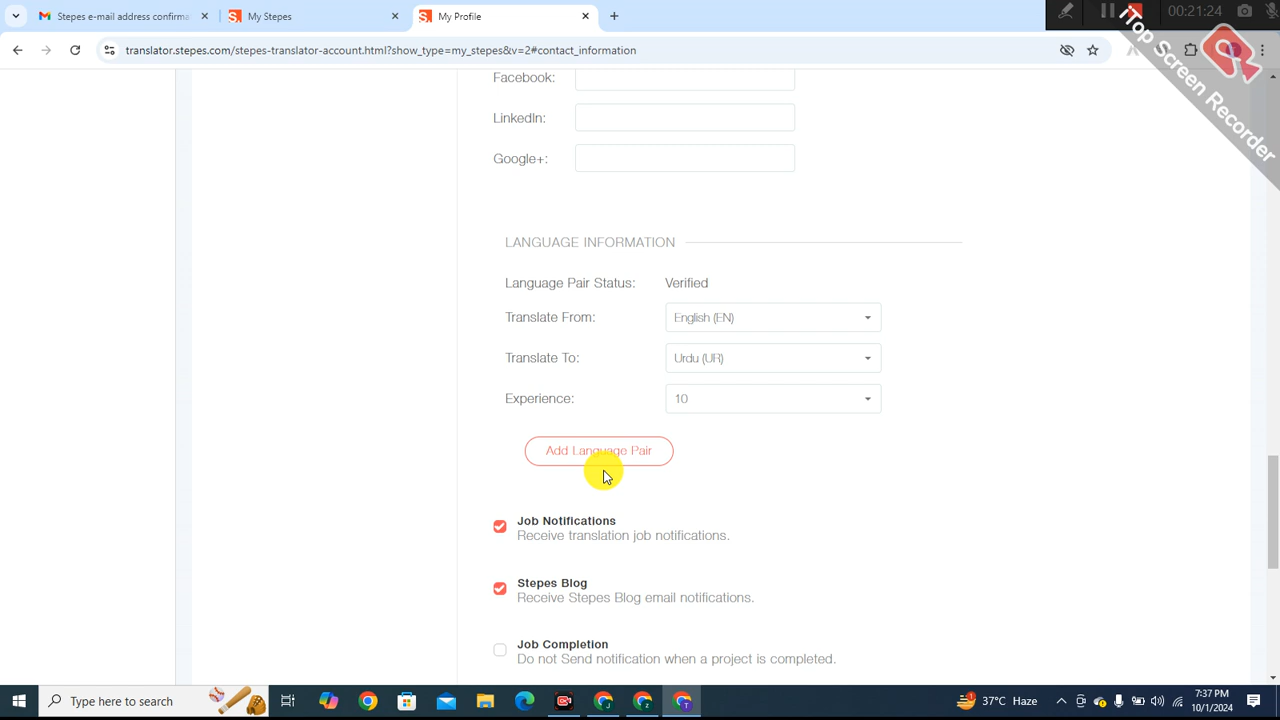 Stepes e-mail address confirma
My Stepes
My Profile
00:21:24
translator.stepes.com/stepes-translator-account.html?show_type=my_stepes&v=2#contact_information
iTop Screen Recorder
Facebook:
LinkedIn:
Google+:
LANGUAGE INFORMATION
Language Pair Status: Verified
Translate From: English (EN)
Translate To: Urdu (UR)
Experience: 10
Add Language Pair
Job Notifications
Receive translation job notifications.
Stepes Blog
Receive Stepes Blog email notifications.
Job Completion
Do not Send notification when a project is completed.
Type here to search
37°C Haze
7:37 PM
10/1/2024